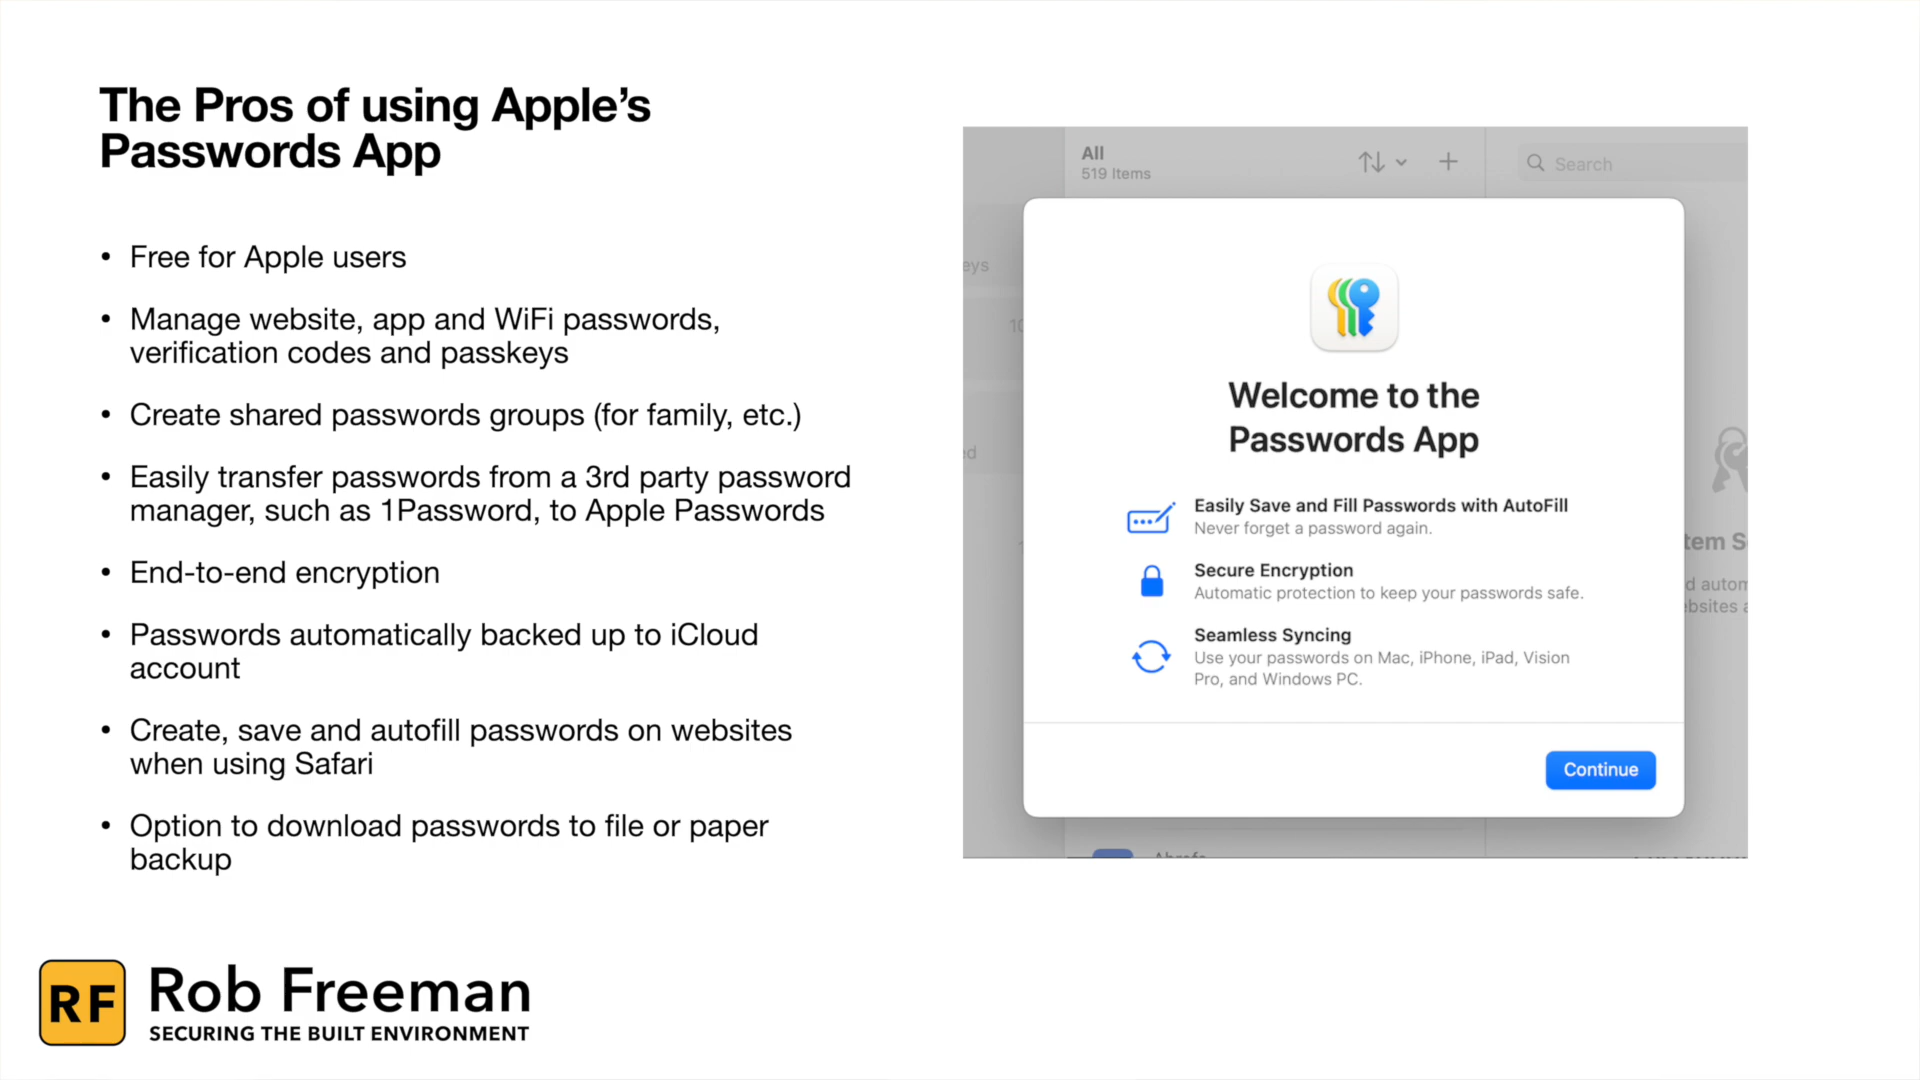 The Pros of using Apple’s
Passwords App
• Free for Apple users
• Manage website, app and WiFi passwords,
verification codes and passkeys
• Create shared passwords groups (for family, etc.)
• Easily transfer passwords from a 3rd party password
manager, such as 1Password, to Apple Passwords
• End-to-end encryption
• Passwords automatically backed up to iCloud
account
• Create, save and autofill passwords on websites
when using Safari
• Option to download passwords to file or paper
backup
All
519 Items
Search
Welcome to the
Passwords App
Easily Save and Fill Passwords with AutoFill
Never forget a password again.
Secure Encryption
Automatic protection to keep your passwords safe.
Seamless Syncing
Use your passwords on Mac, iPhone, iPad, Vision
Pro, and Windows PC.
Continue
RF
Rob Freeman
SECURING THE BUILT ENVIRONMENT